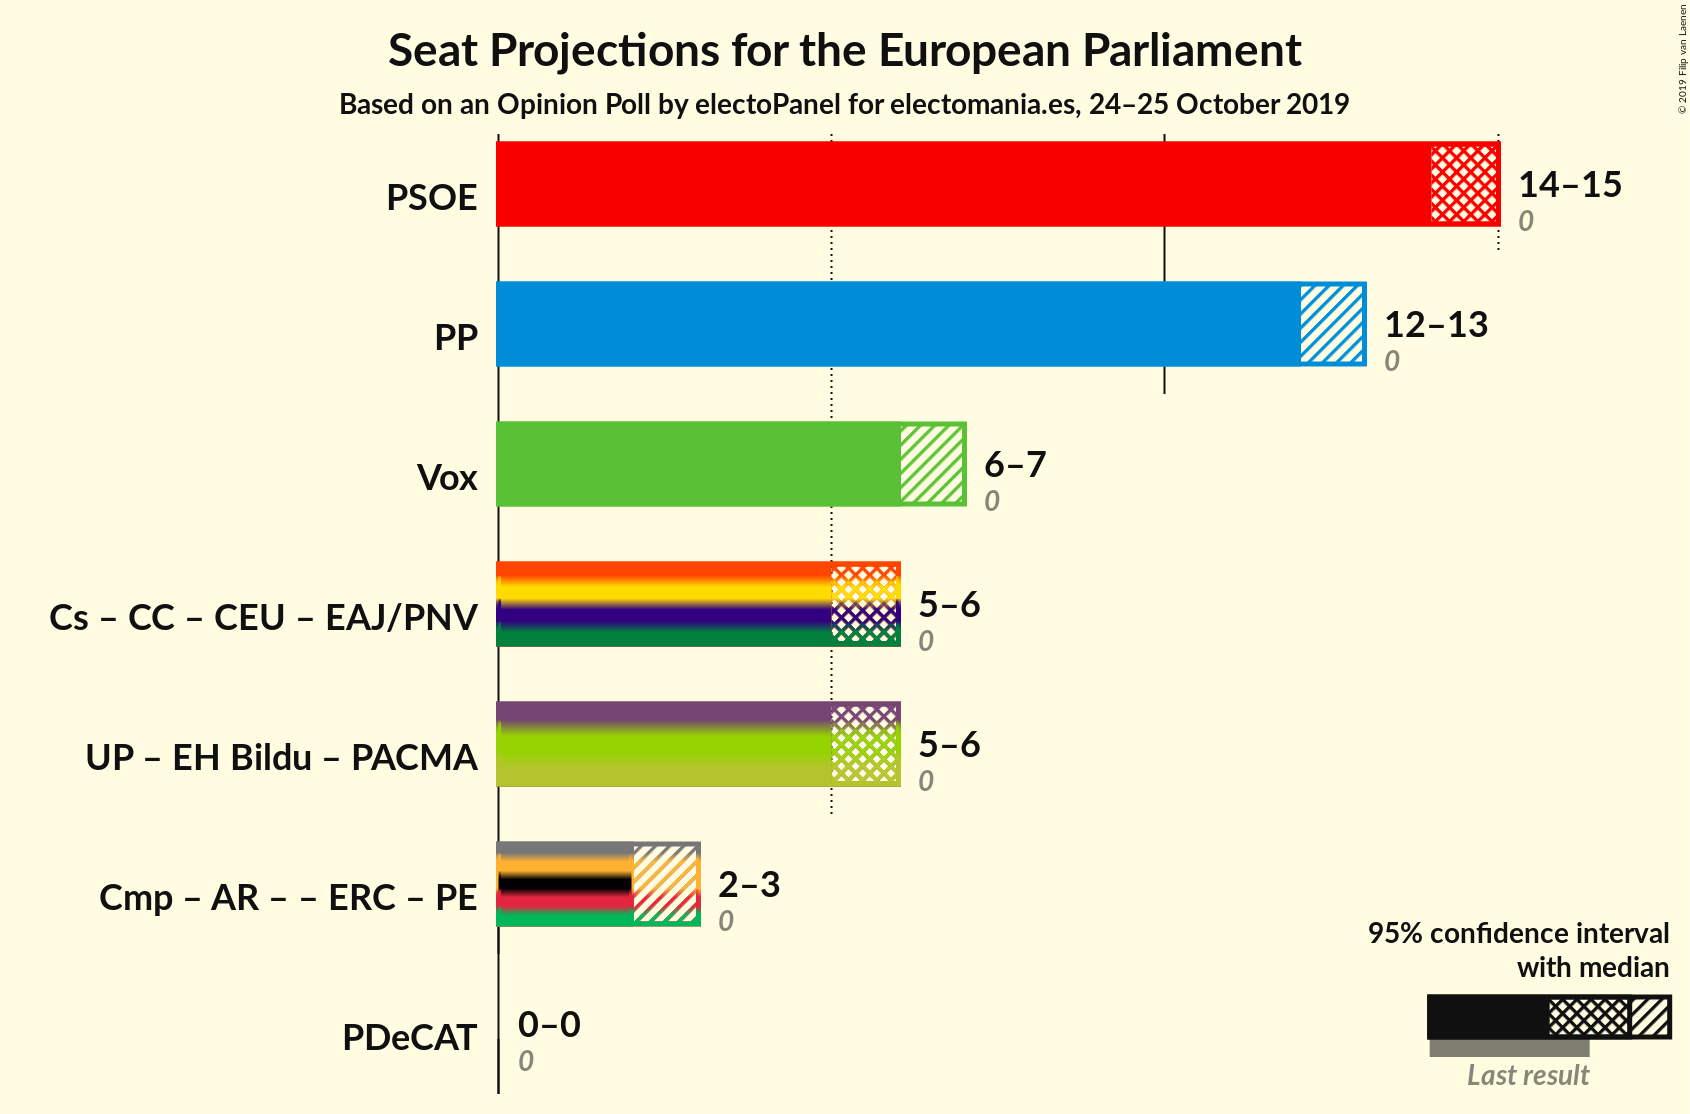 Seat Projections for the European Parliament
Based on an Opinion Poll by electoPanel for electomania.es, 24–25 October 2019
© 2019 Filip van Laenen
PSOE
14–15
0
PP
12–13
0
Vox
6–7
0
Cs – CC – CEU – EAJ/PNV
5–6
0
UP – EH Bildu – PACMA
5–6
0
Cmp – AR – – ERC – PE
2–3
0
PDeCAT
0–0
0
95% confidence interval
with median
Last result